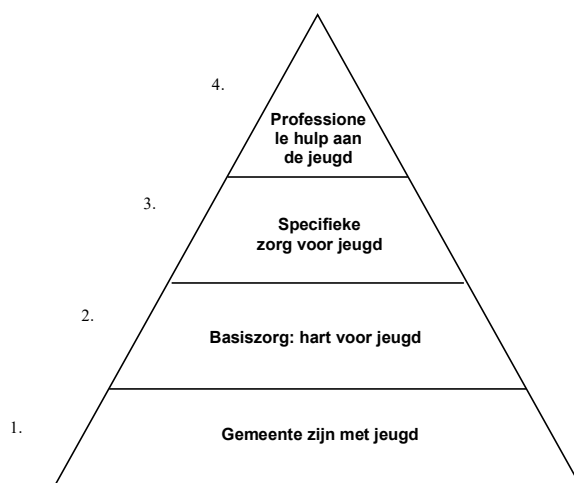 4.
Professione
le hulp aan
de jeugd
3.
Specifieke
zorg voor jeugd
2.
Basiszorg: hart voor jeugd
1.
Gemeente zijn met jeugd